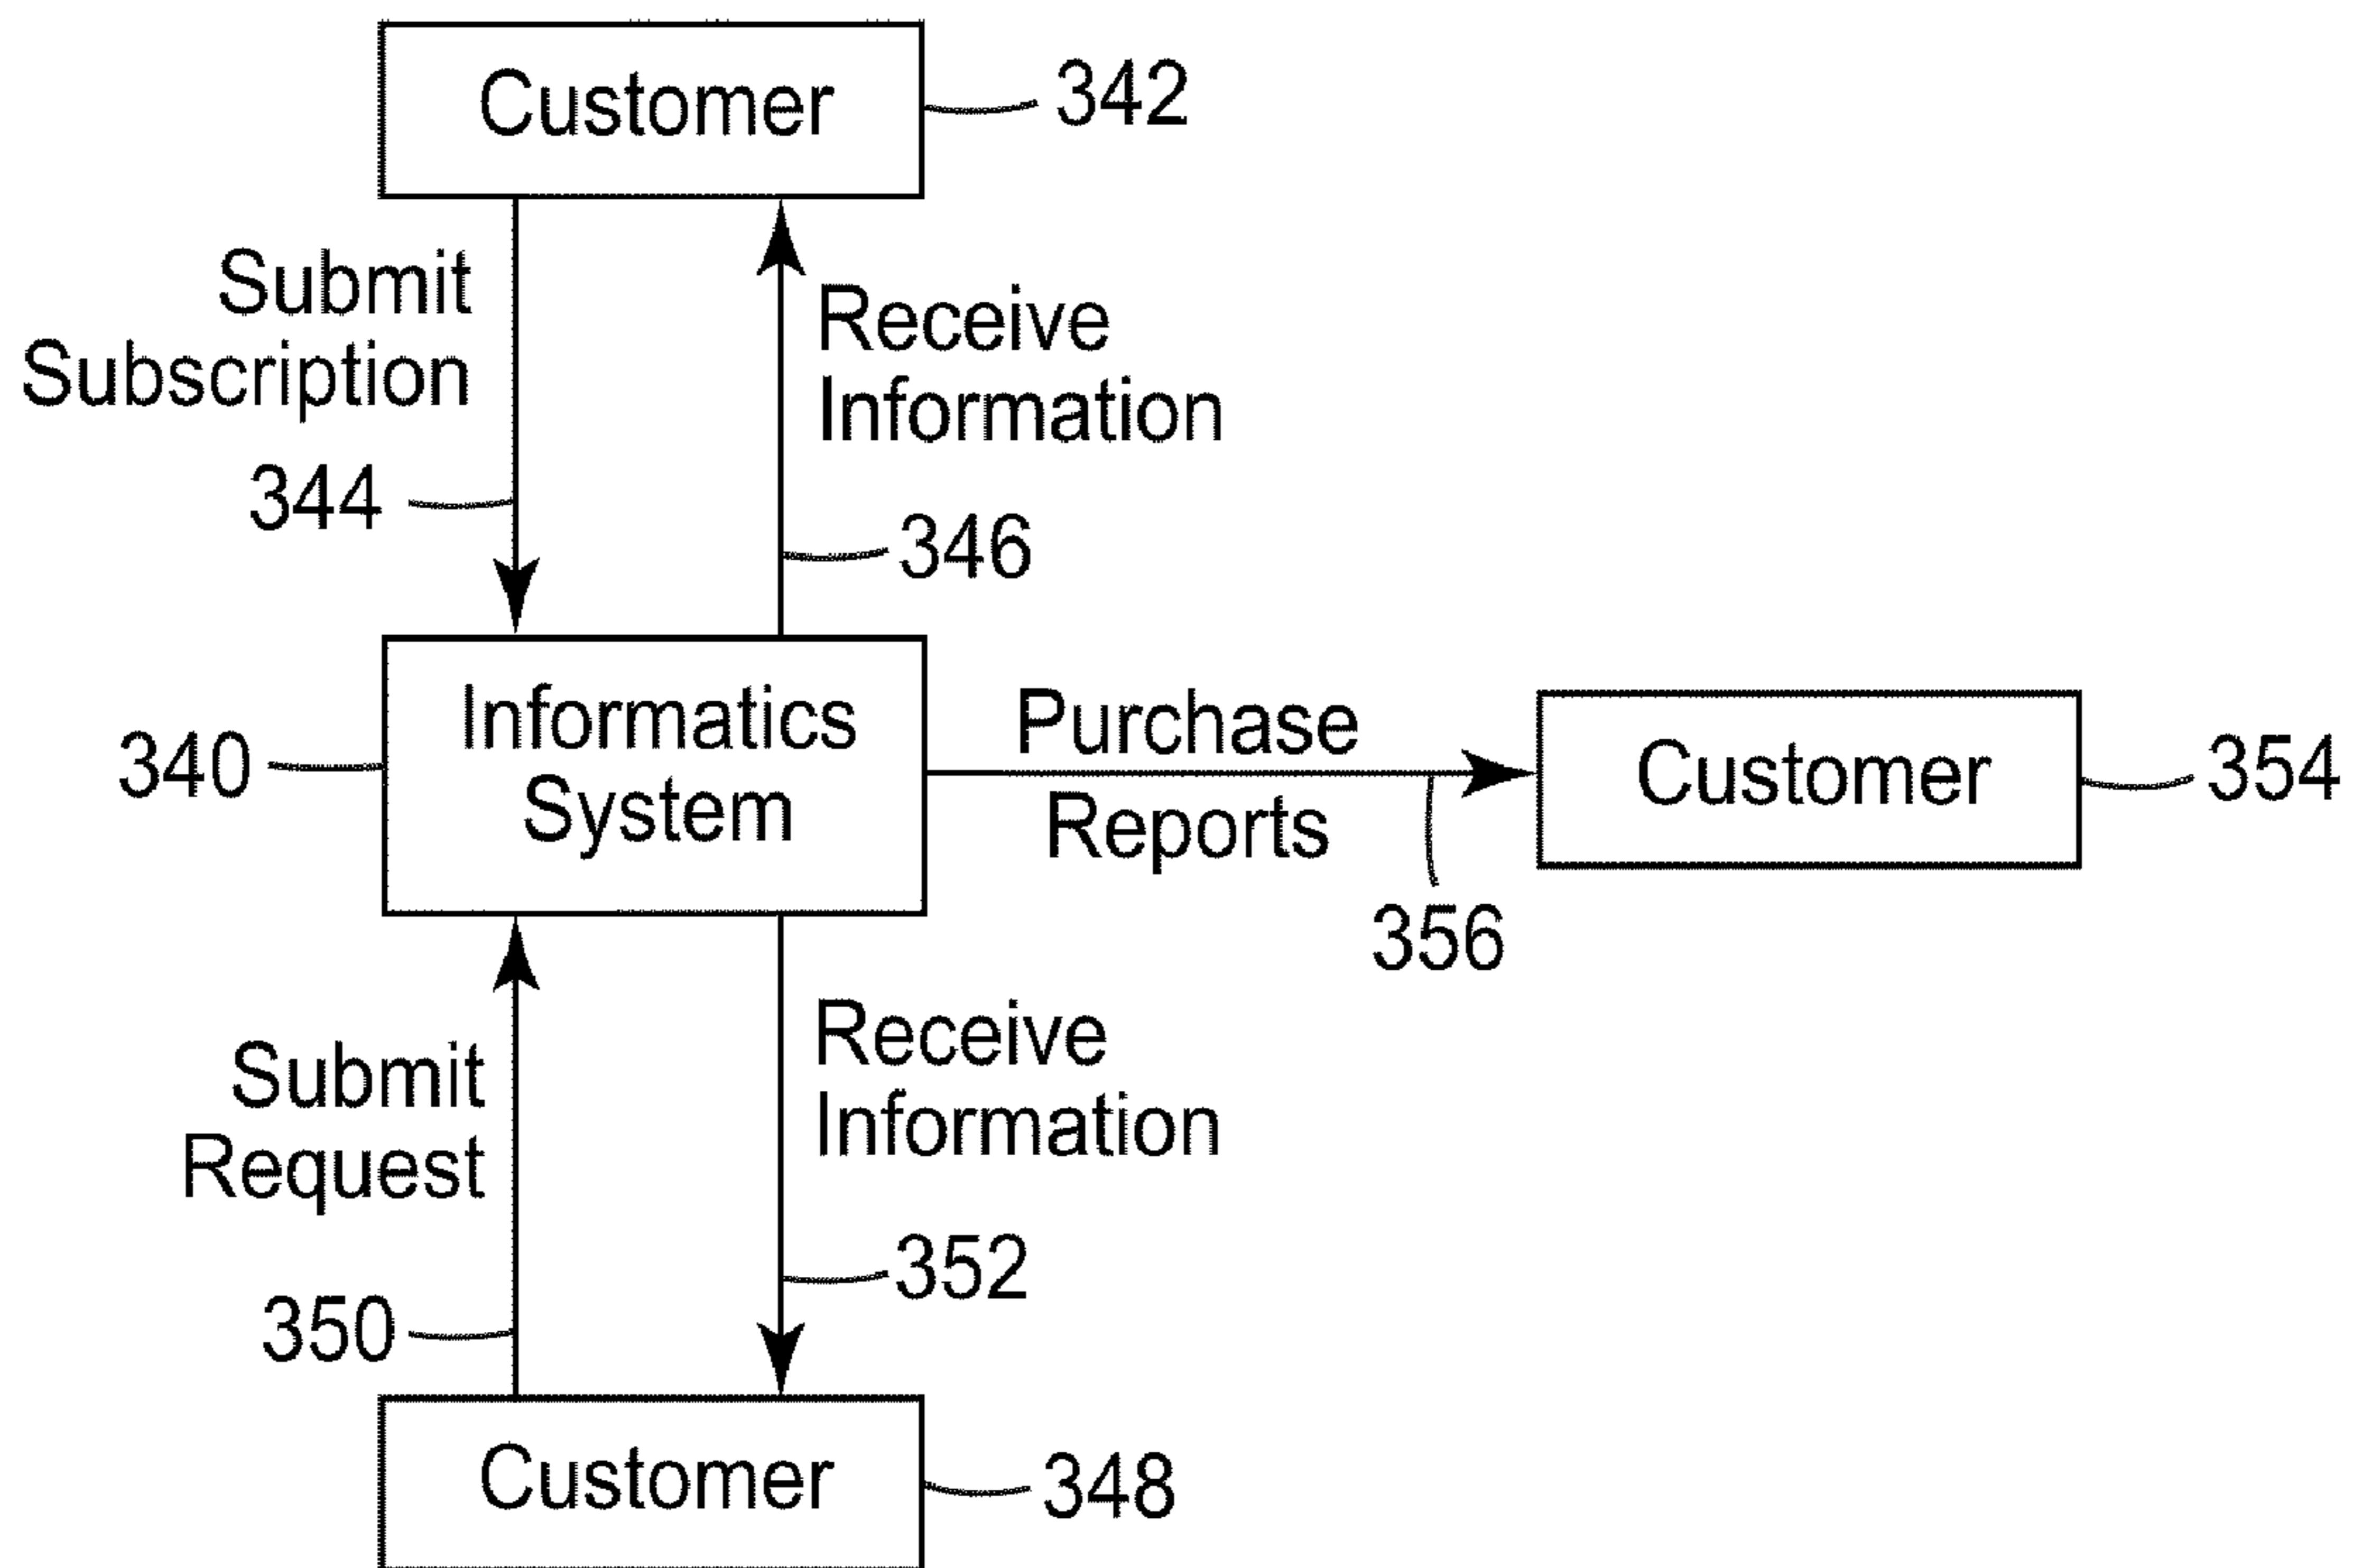 Customer
342
Submit
Subscription
344
Receive
Information
346
340
Informatics
System
Purchase
Reports
356
Customer
354
Submit
Request
350
Receive
Information
352
Customer
348